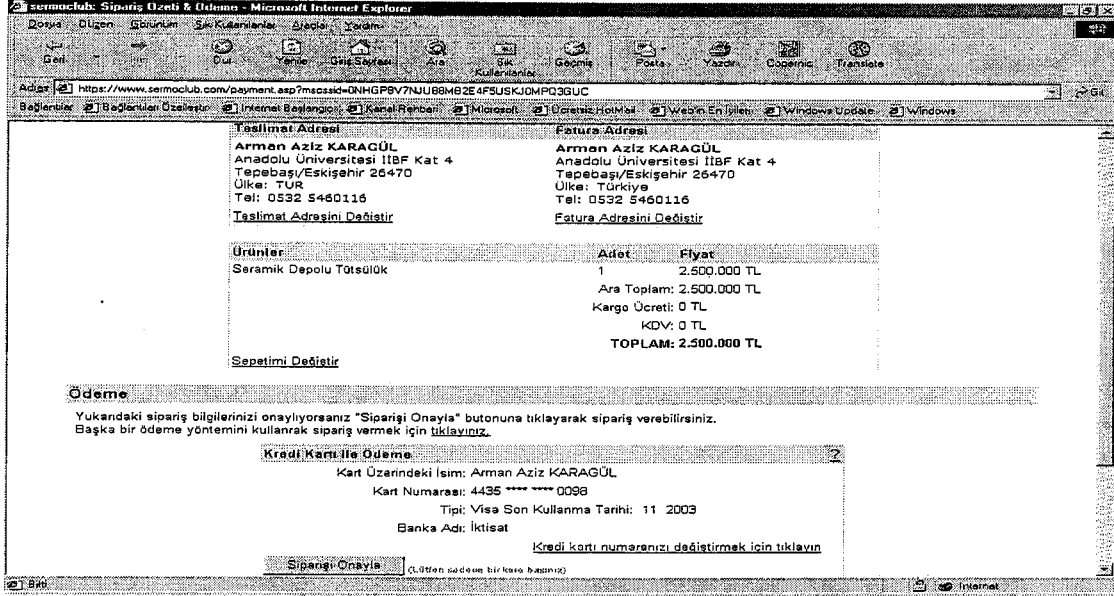 sermoclub: Sipariş Özeti & Ödeme - Microsoft Internet Explorer
Dosya Düzen Görünüm Sık Kullanılanlar Araçlar Yardım
Geri Dur Yenile Giriş Sayfası Ara Sık Kullanılanlar Geçmiş Posta Yazdır Copernic Translate
Adres https://www.sermoclub.com/payment.asp?mscssid=0NHGP8V7NJU88MB2E4F5USKJ0MPQ3GUC Git
Bağlantılar Bağlantıları Özelleştir Internet Başlangıcı Kanal Rehberi Microsoft Ücretsiz HotMail Web'in En İyileri Windows Update Windows
Teslimat Adresi Fatura Adresi
Arman Aziz KARAGÜL Arman Aziz KARAGÜL
Anadolu Üniversitesi IIBF Kat 4 Anadolu Üniversitesi IIBF Kat 4
Tepebaşı/Eskişehir 26470 Tepebaşı/Eskişehir 26470
Ülke: TUR Ülke: Türkiye
Tel: 0532 5460116 Tel: 0532 5460116
Teslimat Adresini Değiştir Fatura Adresini Değiştir
Ürünler Adet Fiyat
Seramik Depolu Tütsülük 1 2.500.000 TL
Ara Toplam: 2.500.000 TL
Kargo Ücreti: 0 TL
KDV: 0 TL
TOPLAM: 2.500.000 TL
Sepetimi Değiştir
Ödeme
Yukarıdaki sipariş bilgilerinizi onaylıyorsanız "Siparişi Onayla" butonuna tıklayarak sipariş verebilirsiniz.
Başka bir ödeme yöntemini kullanrak sipariş vermek için tıklayınız.
Kredi Kartı ile Ödeme ?
Kart Üzerindeki İsim: Arman Aziz KARAGÜL
Kart Numarası: 4435 **** **** 0098
Tipi: Visa Son Kullanma Tarihi: 11 2003
Banka Adı: İktisat
Kredi kartı numaranızı değiştirmek için tıklayın
Siparişi Onayla (Lütfen sadece bir kere basınız)
Bitti Internet